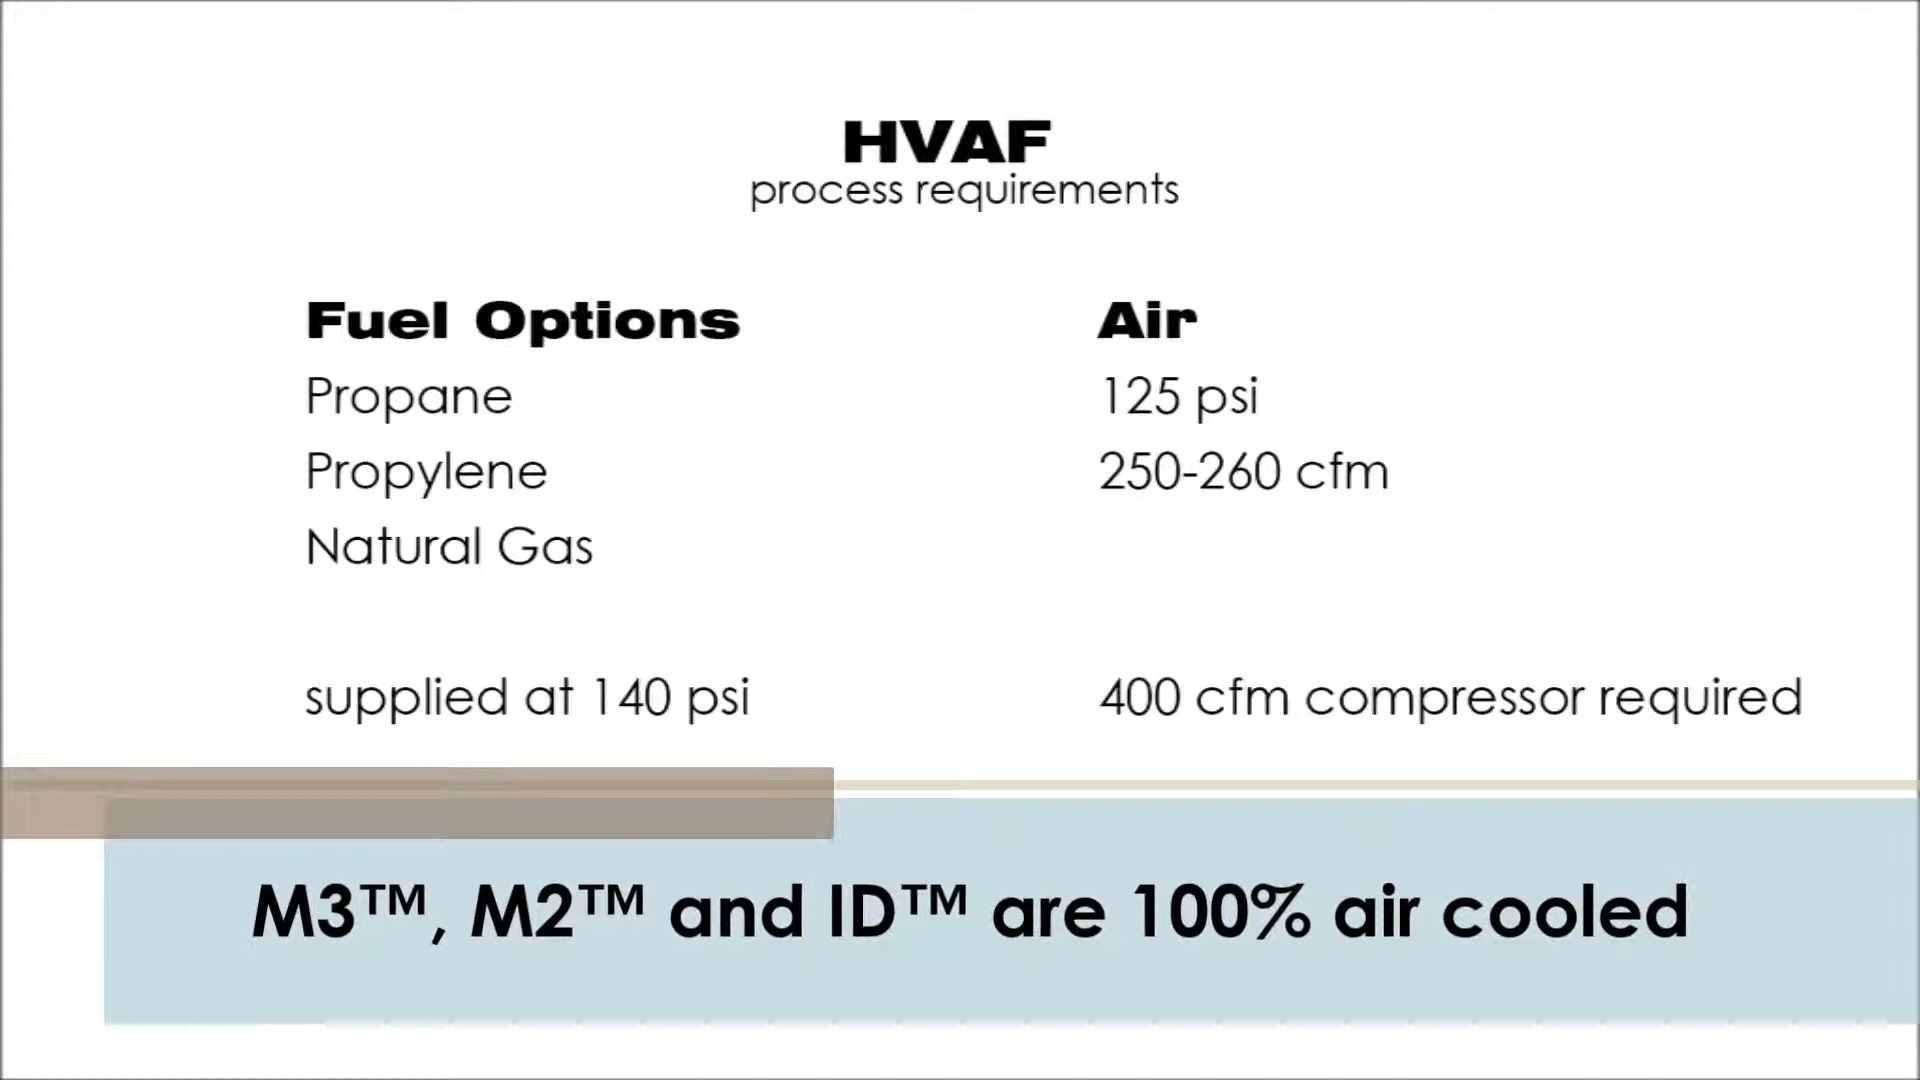 HVAF
process requirements
Fuel Options
Propane
Propylene
Natural Gas
supplied at 140 psi
Air
125 psi
250-260 cfm
400 cfm compressor required
M3™, M2™ and ID™ are 100% air cooled